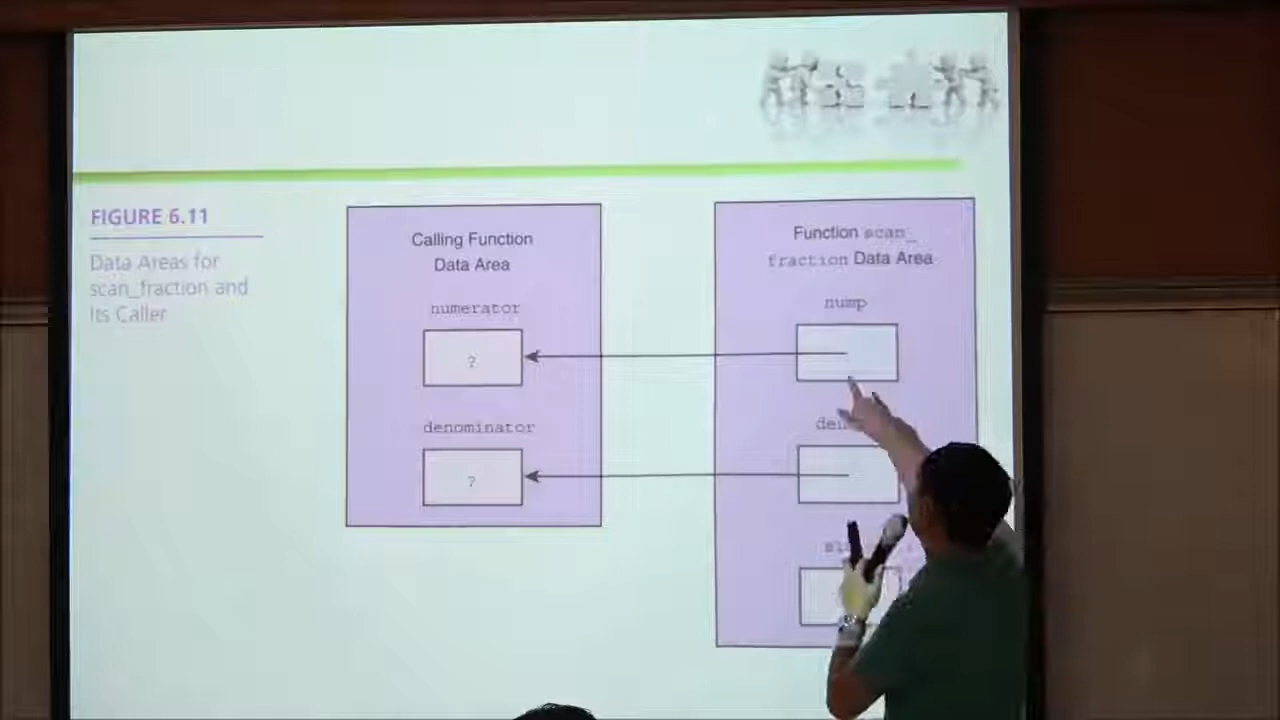 FIGURE 6.11
Data Areas for
scan_fraction and
Its Caller
Calling Function
Data Area
numerator
?
denominator
?
Function scan_
fraction Data Area
nump